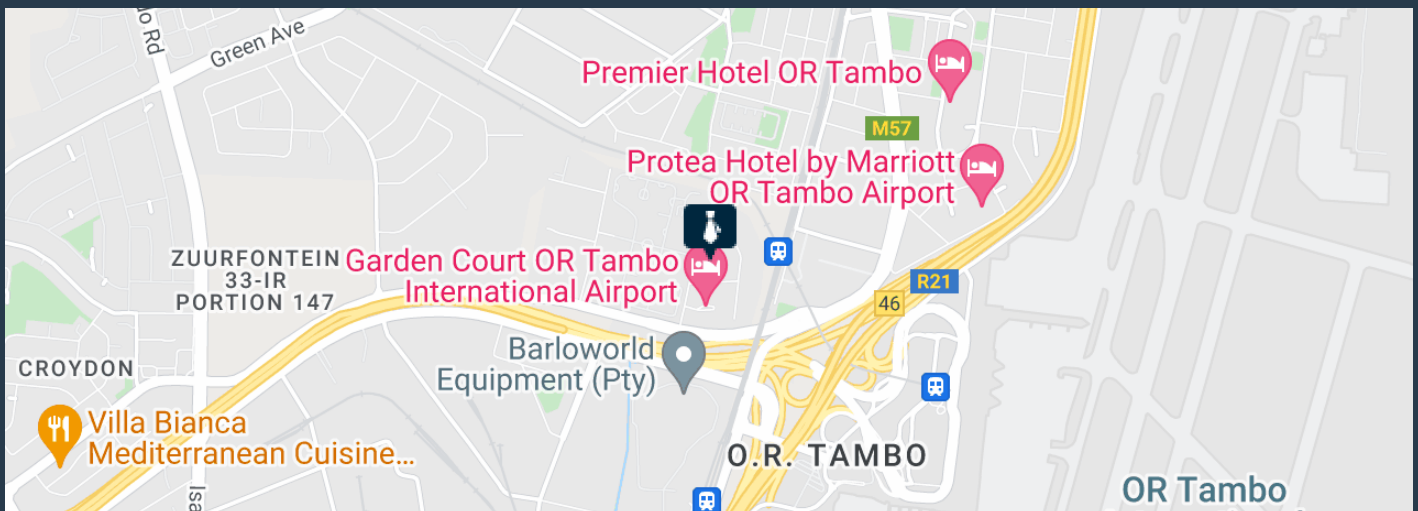 Green Ave
Premier Hotel OR Tambo
M57
Protea Hotel by Marriott
OR Tambo Airport
ZUURFONTEIN
33-IR
PORTION 147
Garden Court OR Tambo
International Airport
R21
46
Barloworld
Equipment (Pty)
CROYDON
Villa Bianca
Mediterranean Cuisine...
O.R. TAMBO
OR Tambo